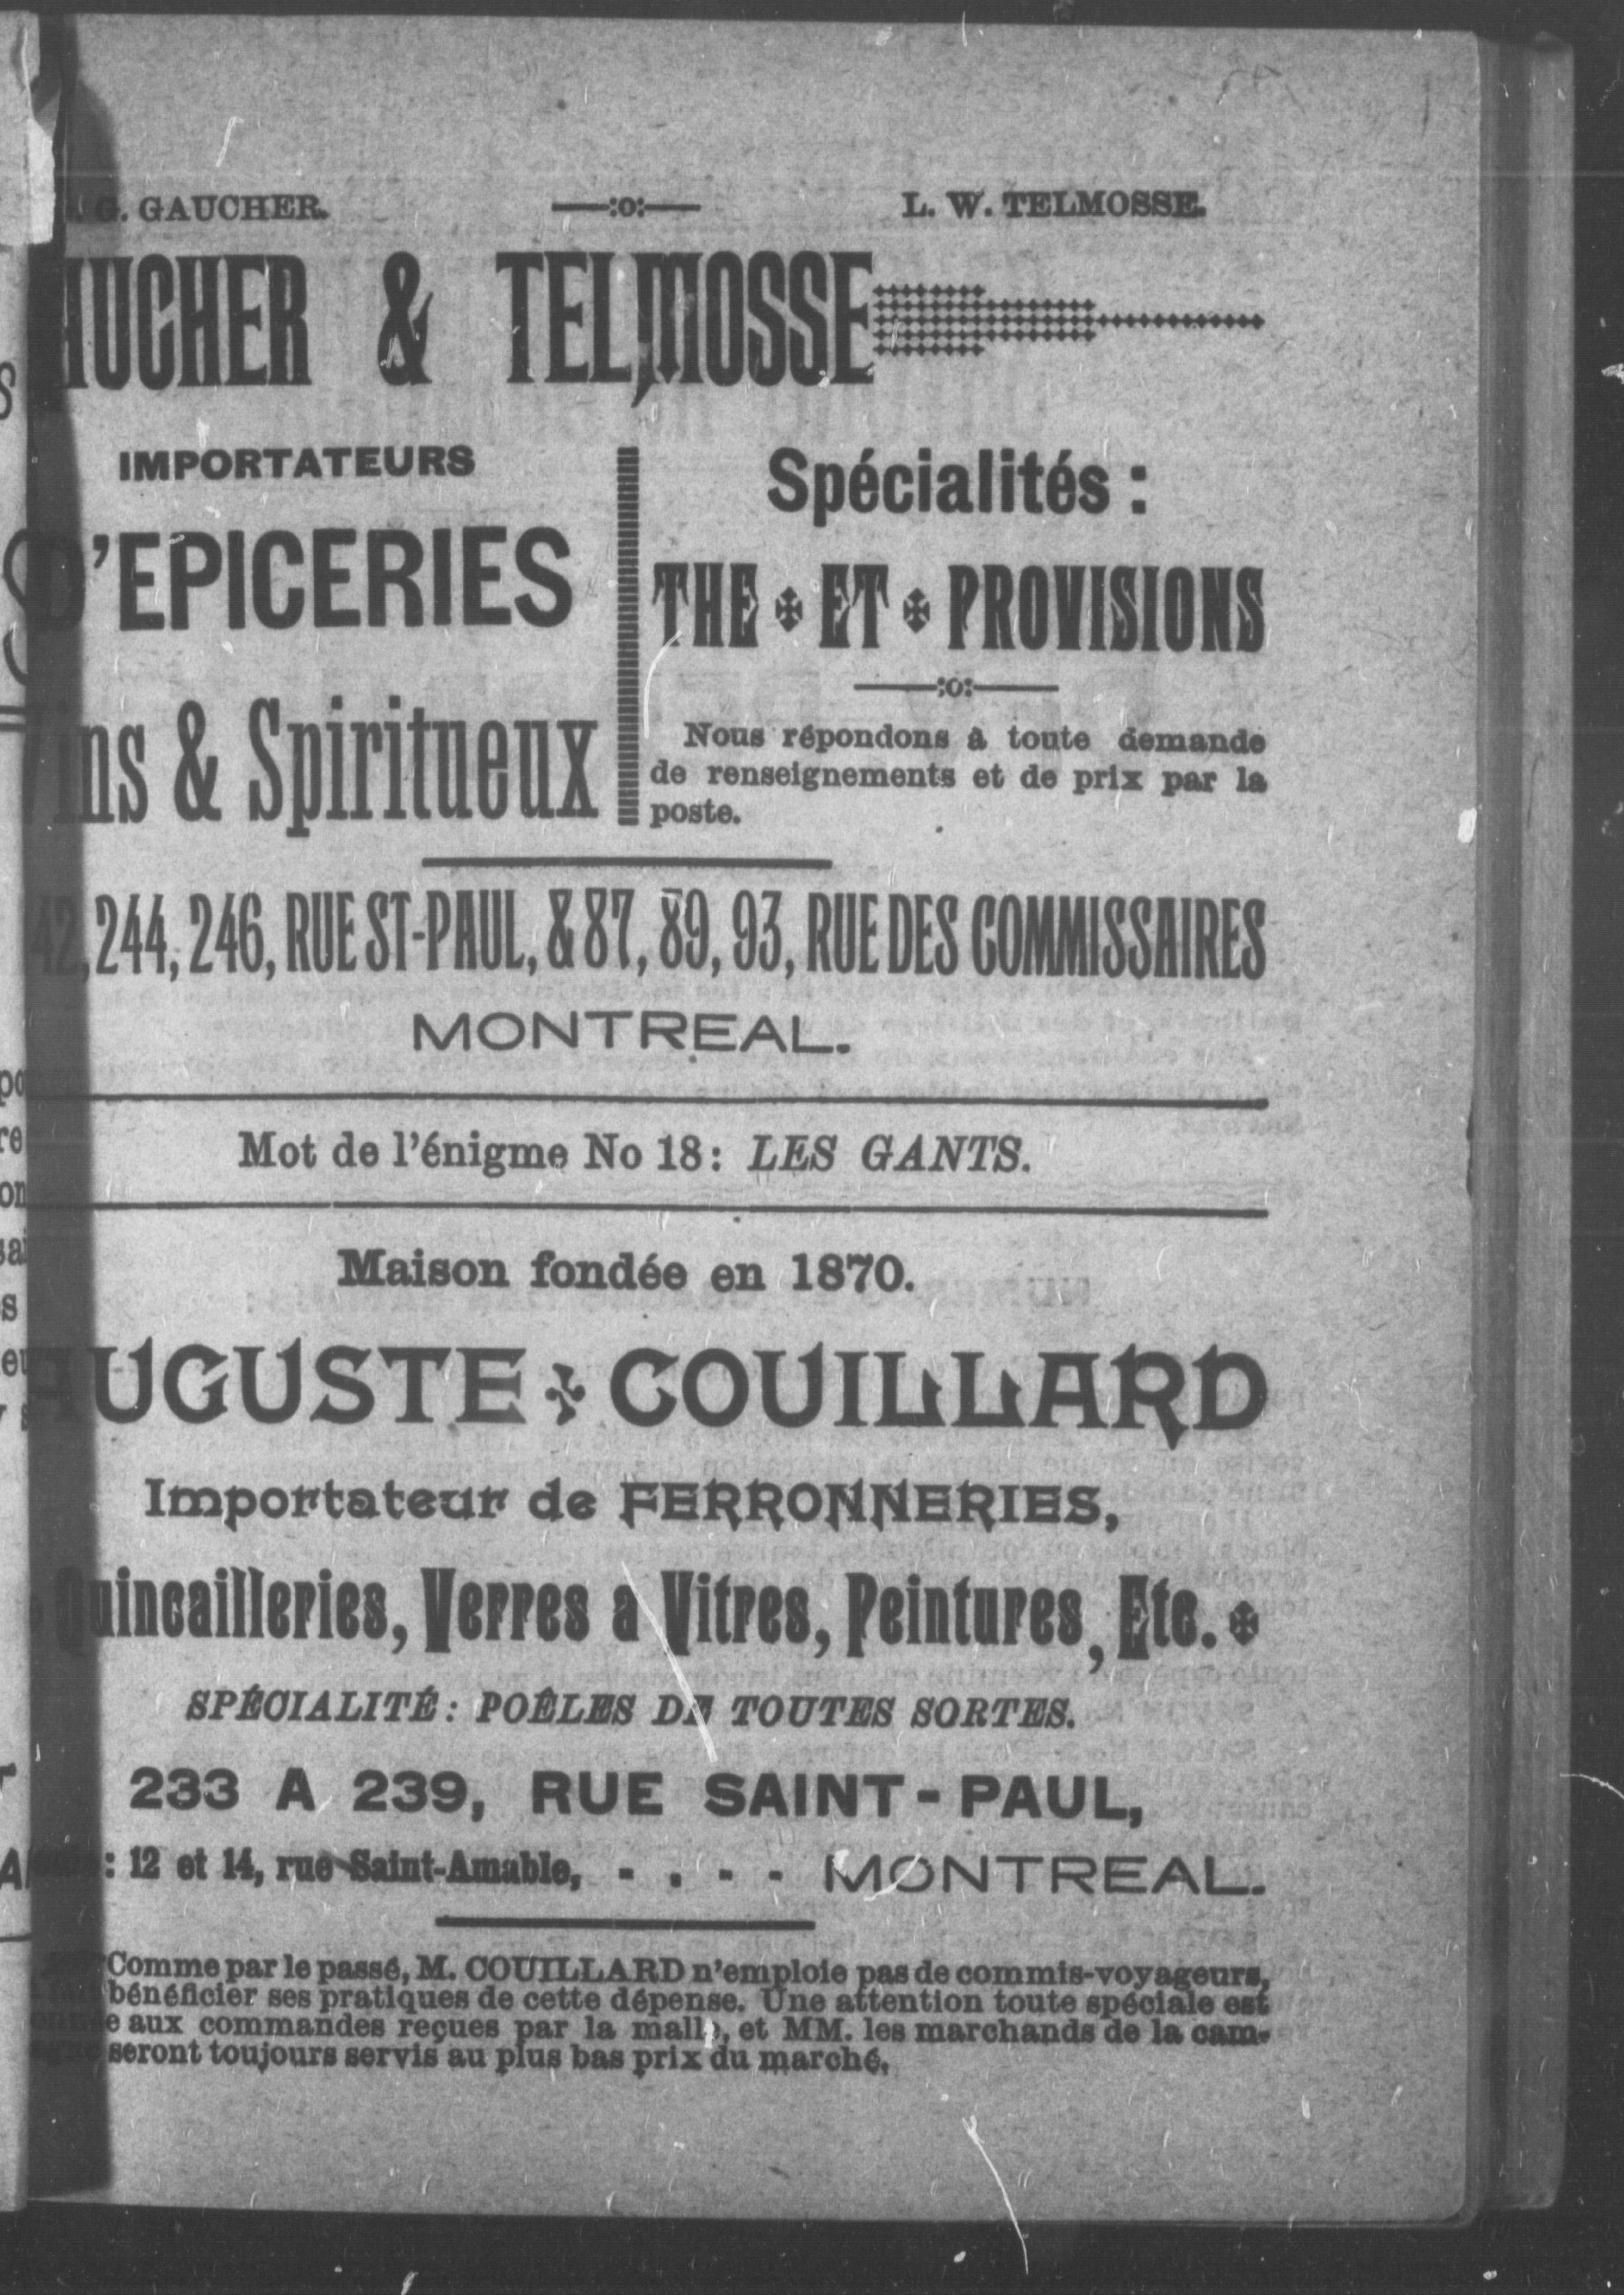 G. GAUCHER. —:o:— L. W. TELMOSSE.
AUCHER & TELMOSSE
IMPORTATEURS
D'EPICERIES
Vins & Spiritueux
Spécialités :
THE ET PROVISIONS
—:o:—
Nous répondons à toute demande
de renseignements et de prix par la
poste.
42, 244, 246, RUE ST-PAUL, & 87, 89, 93, RUE DES COMMISSAIRES
MONTREAL.
Mot de l'énigme No 18: LES GANTS.
Maison fondée en 1870.
AUGUSTE COUILLARD
Importateur de FERRONNERIES,
Quincailleries, Verres a Vitres, Peintures, Etc.
SPÉCIALITÉ: POÊLES DE TOUTES SORTES.
233 A 239, RUE SAINT-PAUL,
: 12 et 14, rue Saint-Amable, - . - - MONTREAL.
Comme par le passé, M. COUILLARD n'emploie pas de commis-voyageurs,
bénéficier ses pratiques de cette dépense. Une attention toute spéciale est
e aux commandes reçues par la malle, et MM. les marchands de la cam-
seront toujours servis au plus bas prix du marché.